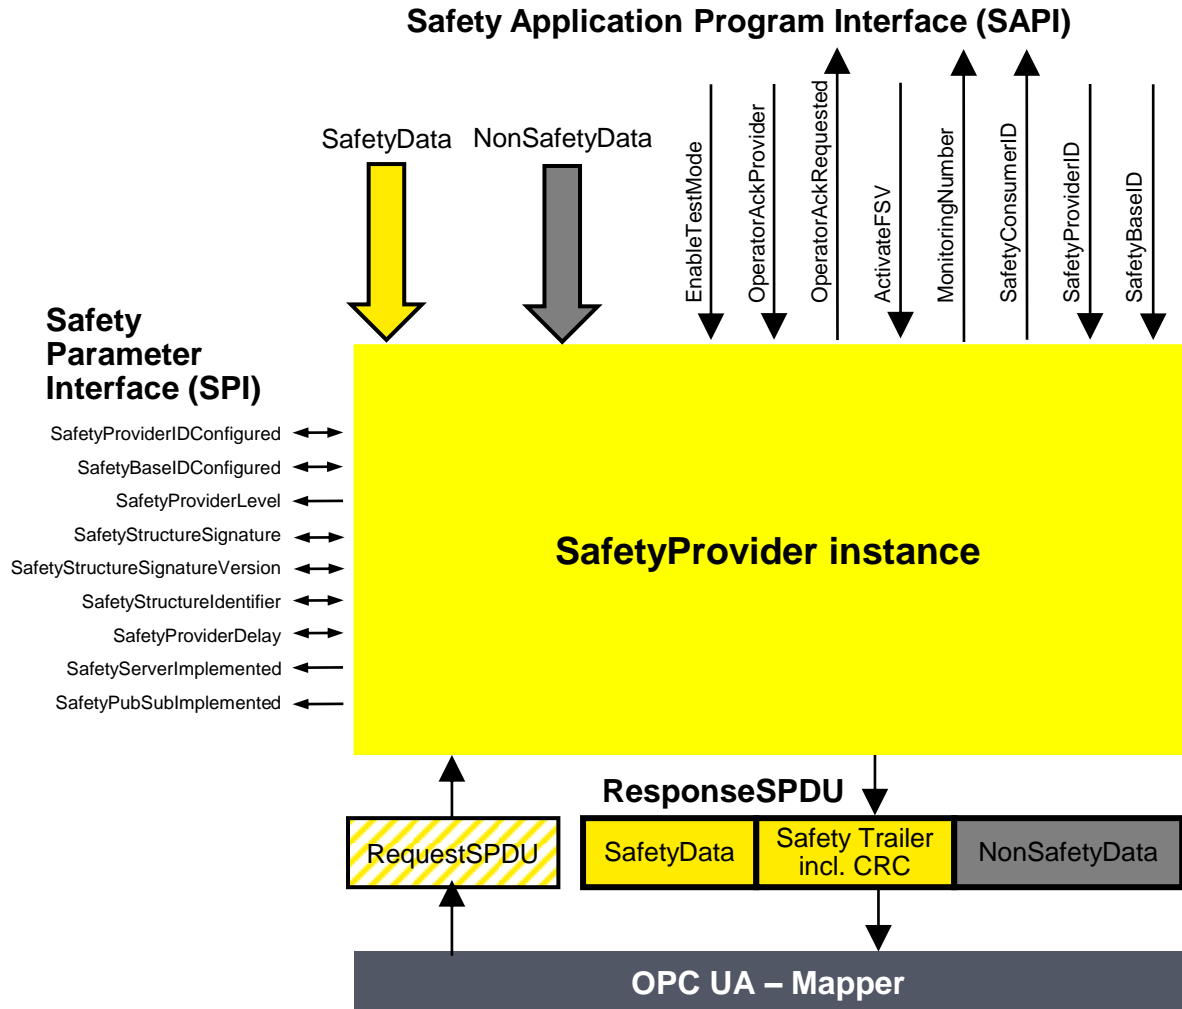 Safety Application Program Interface (SAPI)
SafetyData
NonSafetyData
EnableTestMode
OperatorAckProvider
OperatorAckRequested
ActivateFSV
MonitoringNumber
SafetyConsumerID
SafetyProviderID
SafetyBaseID
Safety
Parameter
Interface (SPI)
SafetyProviderIDConfigured
SafetyBaseIDConfigured
SafetyProviderLevel
SafetyStructureSignature
SafetyStructureSignatureVersion
SafetyStructureIdentifier
SafetyProviderDelay
SafetyServerImplemented
SafetyPubSubImplemented
SafetyProvider instance
ResponseSPDU
RequestSPDU
SafetyData
Safety Trailer
incl. CRC
NonSafetyData
OPC UA – Mapper